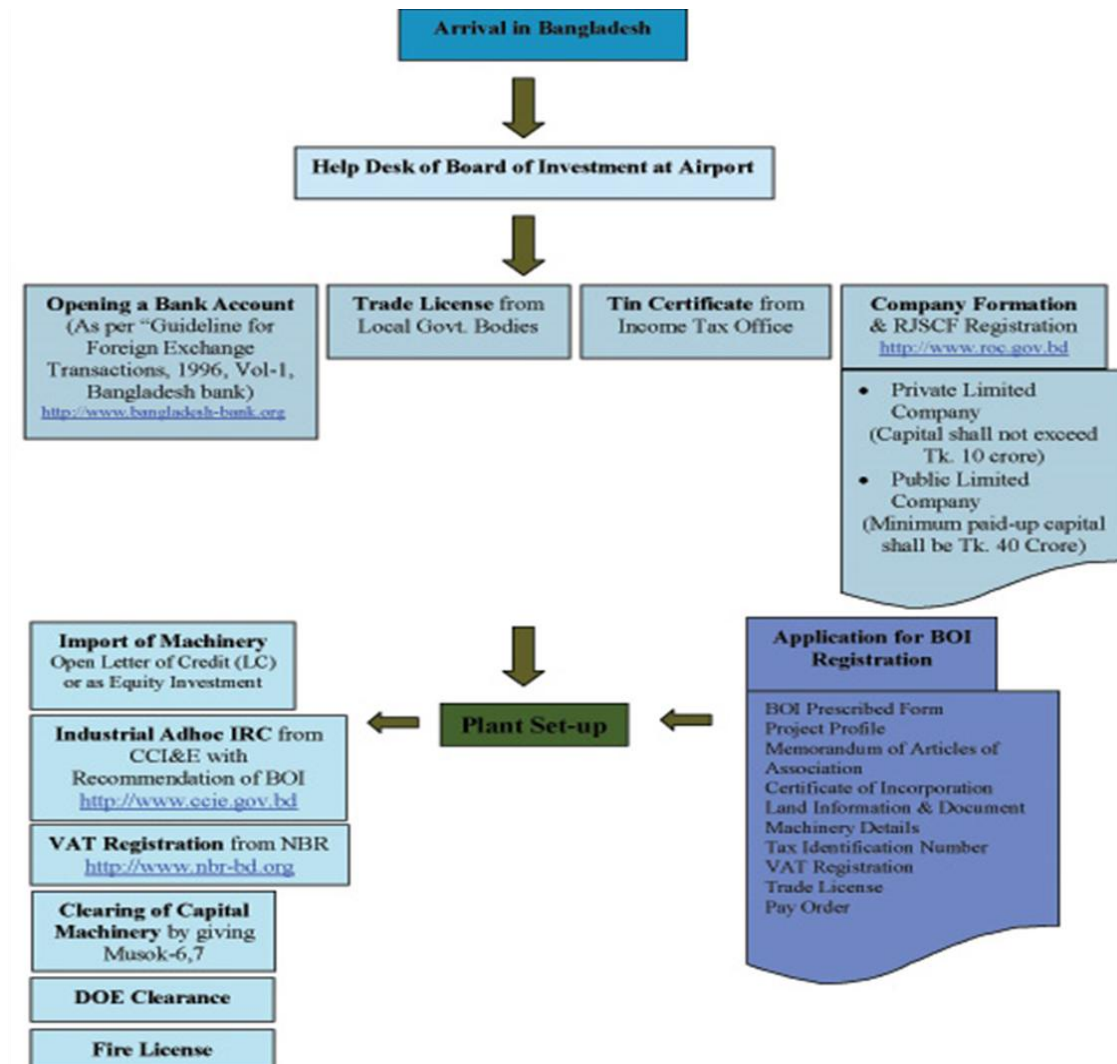 Arrival in Bangladesh
Help Desk of Board of Investment at Airport
Opening a Bank Account
(As per “Guideline for
Foreign Exchange
Transactions, 1996, Vol-1,
Bangladesh bank)
http://www.bangladesh-bank.org
Trade License from
Local Govt. Bodies
Tin Certificate from
Income Tax Office
Company Formation
& RJSCF Registration
http://www.roc.gov.bd
• Private Limited
Company
(Capital shall not exceed
Tk. 10 crore)
• Public Limited
Company
(Minimum paid-up capital
shall be Tk. 40 Crore)
Application for BOI
Registration
BOI Prescribed Form
Project Profile
Memorandum of Articles of
Association
Certificate of Incorporation
Land Information & Document
Machinery Details
Tax Identification Number
VAT Registration
Trade License
Pay Order
Plant Set-up
Import of Machinery
Open Letter of Credit (LC)
or as Equity Investment
Industrial Adhoc IRC from
CCI&E with
Recommendation of BOI
http://www.ccie.gov.bd
VAT Registration from NBR
http://www.nbr-bd.org
Clearing of Capital
Machinery by giving
Musok-6,7
DOE Clearance
Fire License